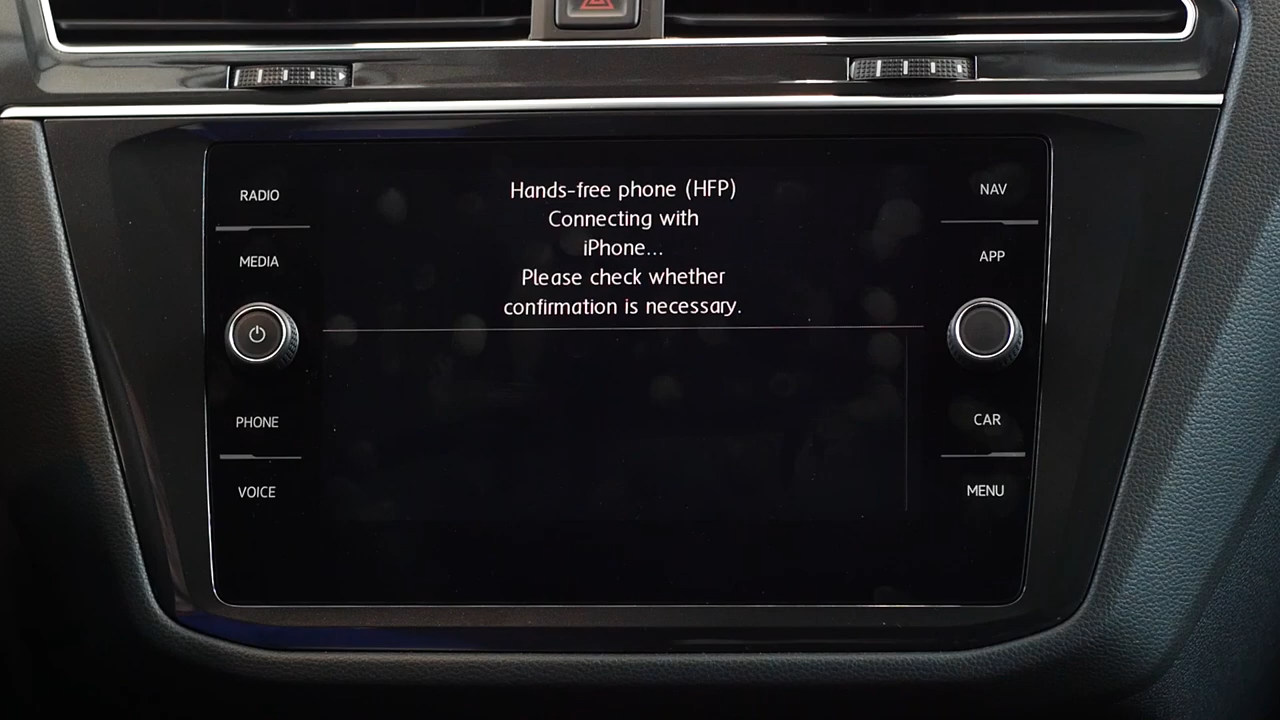 RADIO
MEDIA
PHONE
VOICE
Hands-free phone (HFP)
Connecting with
iPhone...
Please check whether
confirmation is necessary.
NAV
APP
CAR
MENU